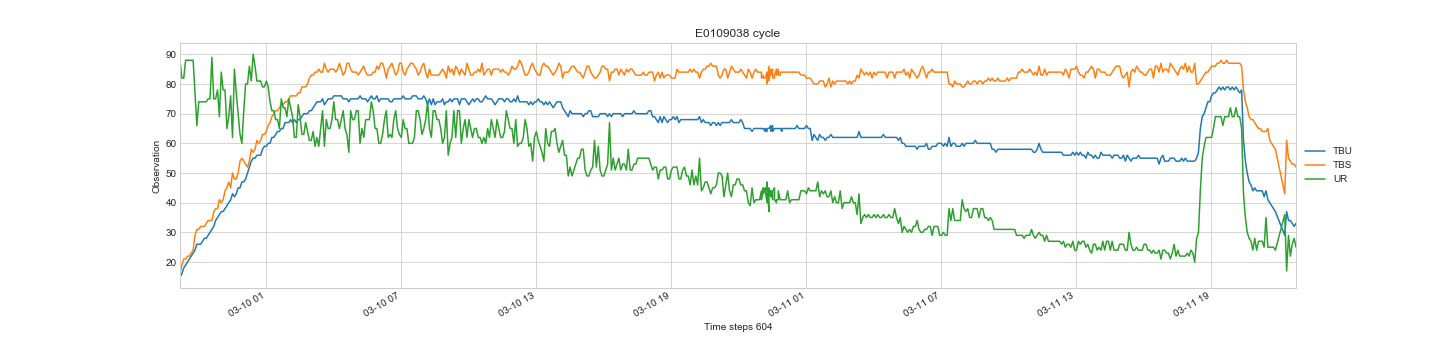 E0109038 cycle
Observation
90
80
70
60
50
40
30
20
03-10 01
03-10 07
03-10 13
03-10 19
03-11 01
03-11 07
03-11 13
03-11 19
Time steps 604
TBU
TBS
UR